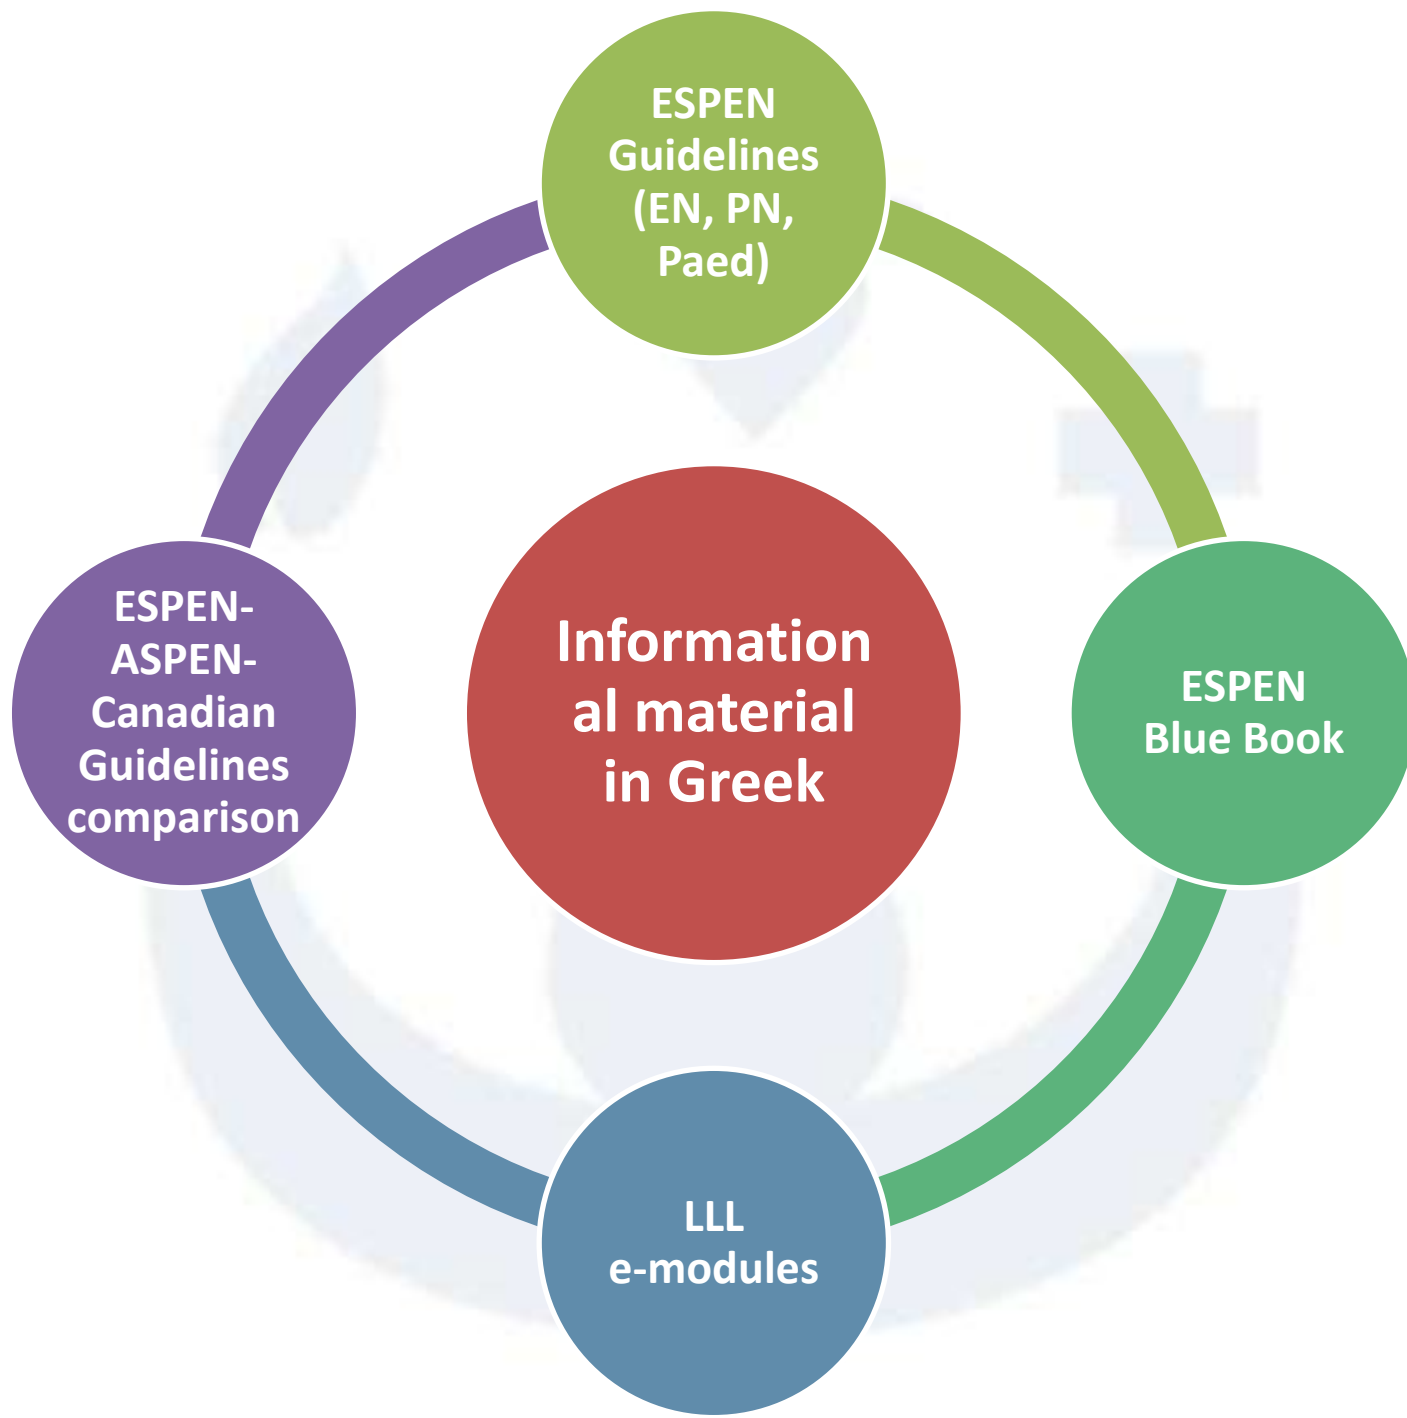 ESPEN
Guidelines
(EN, PN,
Paed)
ESPEN-
ASPEN-
Canadian
Guidelines
comparison
Information
al material
in Greek
ESPEN
Blue Book
LLL
e-modules